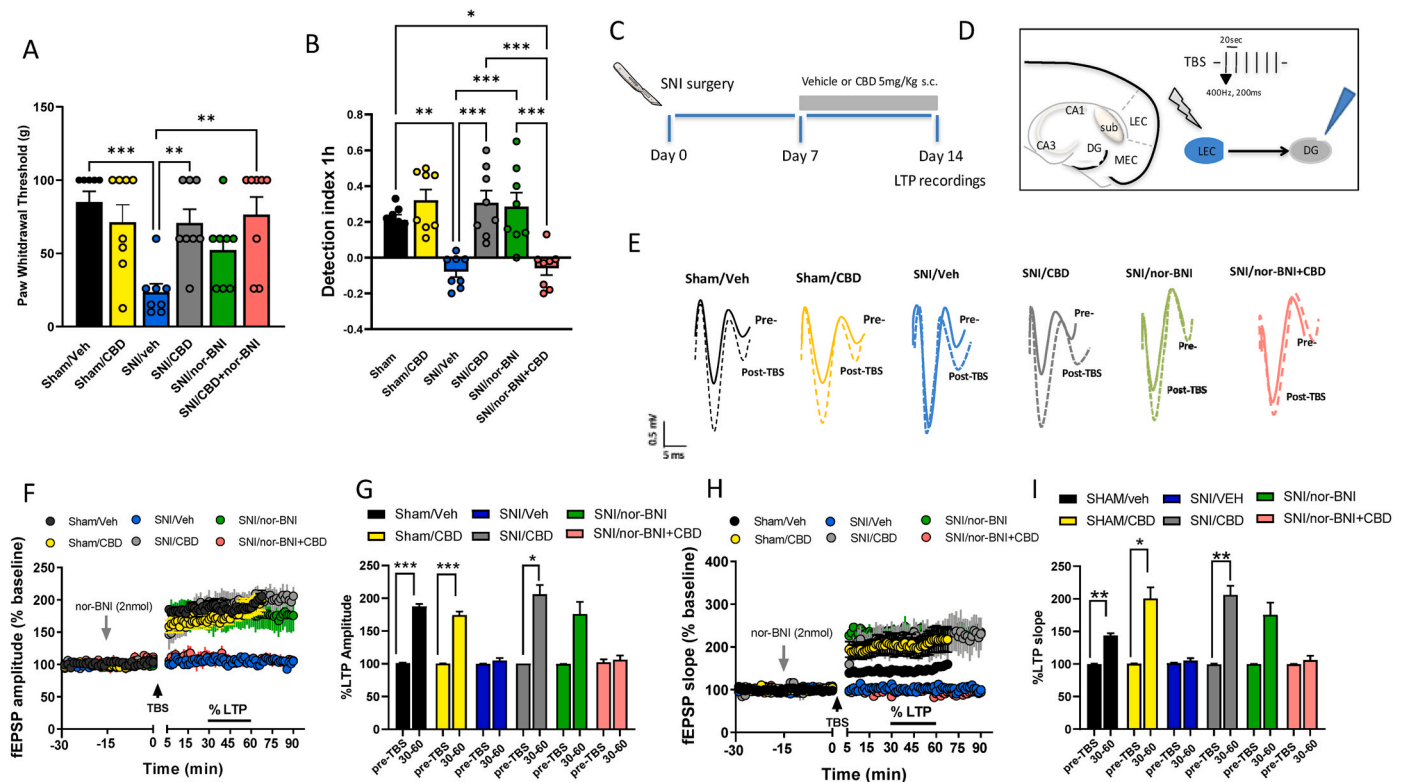 A
Paw Whitdrawal Threshold (g)
150
100
50
0
***
**
**
Sham/Veh
Sham/CBD
SNI/veh
SNI/CBD
SNI/nor-BNI
SNI/CBD+nor-BNI
B
Detection index 1h
0.8
0.6
0.4
0.2
0.0
-0.2
-0.4
*
***
***
**
***
***
Sham
Sham/CBD
SNI/Veh
SNI/CBD
SNI/nor-BNI
SNI/nor-BNI+CBD
C
SNI surgery
Vehicle or CBD 5mg/Kg s.c.
Day 0
Day 7
Day 14
LTP recordings
D
20sec
TBS
400Hz, 200ms
CA1
CA3
sub
DG
LEC
MEC
LEC
DG
E
Sham/Veh
Pre-
Post-TBS
Sham/CBD
Pre-
Post-TBS
SNI/Veh
Pre-
Post-TBS
SNI/CBD
Pre-
Post-TBS
SNI/nor-BNI
Pre-
Post-TBS
SNI/nor-BNI+CBD
Pre-
Post-TBS
0.5 mV
5 ms
F
Sham/Veh
SNI/Veh
SNI/nor-BNI
Sham/CBD
SNI/CBD
SNI/nor-BNI+CBD
fEPSP amplitude (% baseline)
250
200
150
100
50
0
nor-BNI (2nmol)
TBS
% LTP
-30
-15
0
5
15
30
45
60
75
90
Time (min)
G
Sham/Veh
SNI/Veh
SNI/nor-BNI
Sham/CBD
SNI/CBD
SNI/nor-BNI+CBD
%LTP Amplitude
250
200
150
100
50
0
***
***
*
pre-TBS
30-60
pre-TBS
30-60
pre-TBS
30-60
pre-TBS
30-60
pre-TBS
30-60
pre-TBS
30-60
H
Sham/Veh
SNI/Veh
SNI/nor-BNI
Sham/CBD
SNI/CBD
SNI/nor-BNI+CBD
fEPSP slope (% baseline)
400
300
200
100
0
nor-BNI (2nmol)
TBS
% LTP
-30
-15
0
5
15
30
45
60
75
90
Time (min)
I
SHAM/veh
SNI/VEH
SNI/nor-BNI
SHAM/CBD
SNI/CBD
SNI/nor-BNI+CBD
%LTP slope
250
200
150
100
50
0
**
*
**
pre-TBS
30-60
pre-TBS
30-60
pre-TBS
30-60
pre-TBS
30-60
pre-TBS
30-60
pre-TBS
30-60